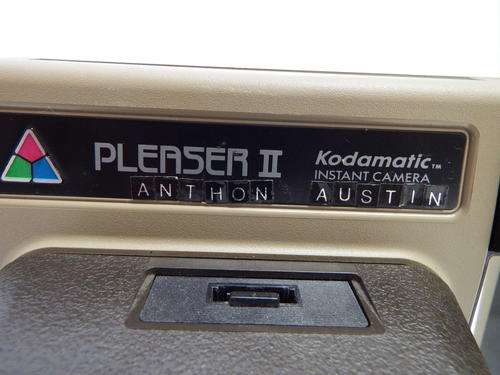 PLEASER II
Kodamatic™
INSTANT CAMERA
ANTHON AUSTIN